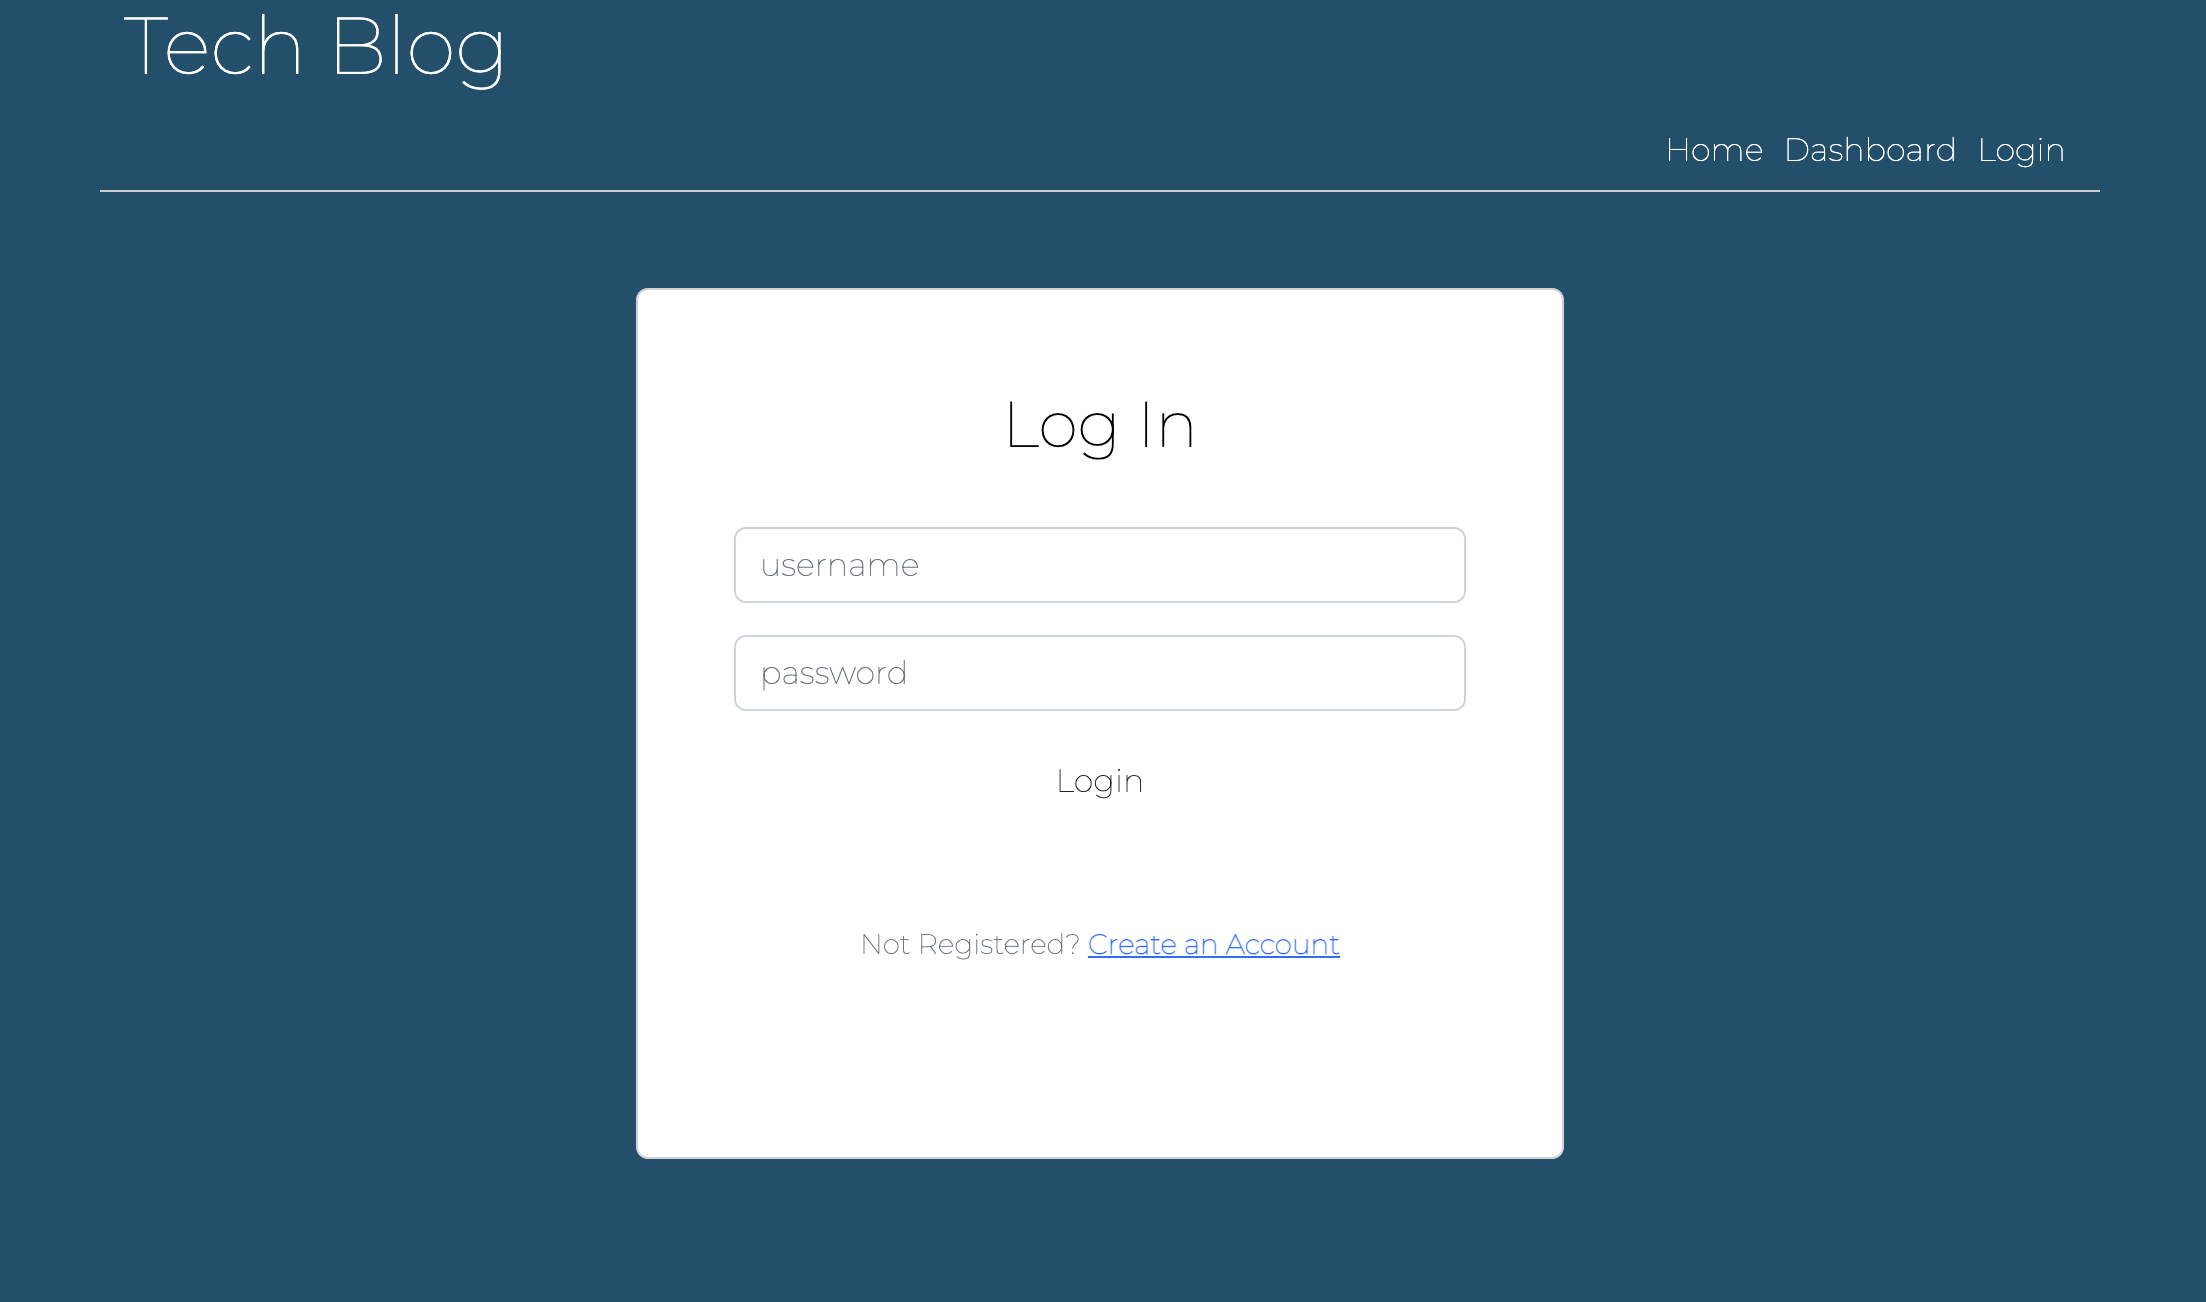 Tech Blog
Home Dashboard Login
Log In
username
password
Login
Not Registered? Create an Account